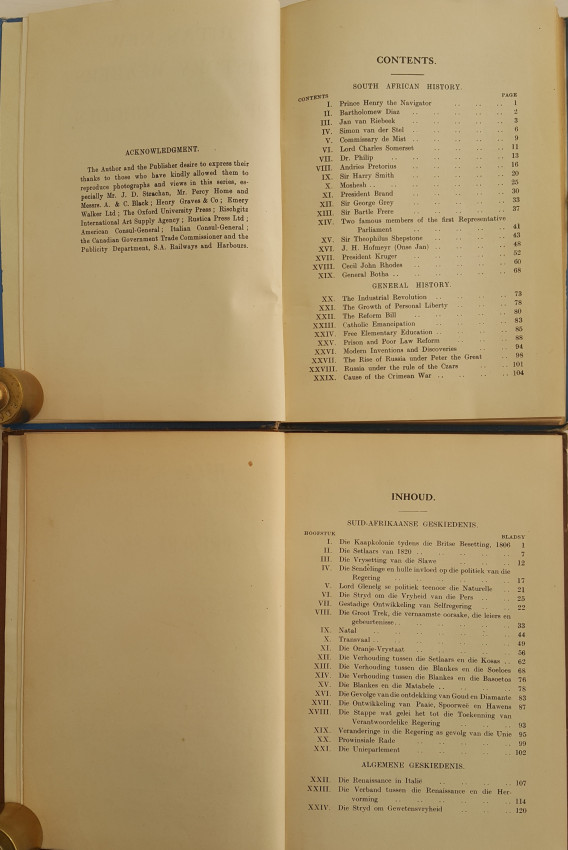 ACKNOWLEDGMENT.
The Author and the Publisher desire to express their
thanks to those who have kindly allowed them to
reproduce photographs and views in this series, es-
pecially Mr. J. D. Strachan, Mr. Percy Home and
Messrs. A. & C. Black; Henry Graves & Co; Emery
Walker Ltd; The Oxford University Press; Rischgitz
International Art Supply Agency; Rustica Press Ltd;
American Consul-General; Italian Consul-General;
the Canadian Government Trade Commissioner and the
Publicity Department, S.A. Railways and Harbours.
CONTENTS.
SOUTH AFRICAN HISTORY.
CONTENTS PAGE
I. Prince Henry the Navigator .. .. .. 1
II. Bartholomew Diaz .. .. .. .. 2
III. Jan van Riebeek .. .. .. .. 3
IV. Simon van der Stel .. .. .. .. 6
V. Commissary de Mist .. .. .. .. 9
VI. Lord Charles Somerset .. .. .. 11
VII. Dr. Philip .. .. .. .. 13
VIII. Andries Pretorius .. .. .. .. 16
IX. Sir Harry Smith .. .. .. .. 20
X. Moshesh .. .. .. .. .. 25
XI. President Brand .. .. .. .. 30
XII. Sir George Grey .. .. .. .. 33
XIII. Sir Bartle Frere .. .. .. .. 37
XIV. Two famous members of the first Representative
Parliament .. .. .. .. 41
XV. Sir Theophilus Shepstone .. .. .. 43
XVI. J. H. Hofmeyr (Onse Jan) .. .. .. 48
XVII. President Kruger .. .. .. .. 52
XVIII. Cecil John Rhodes .. .. .. .. 60
XIX. General Botha .. .. .. .. 68
GENERAL HISTORY.
XX. The Industrial Revolution .. .. .. 73
XXI. The Growth of Personal Liberty .. .. 78
XXII. The Reform Bill .. .. .. .. 80
XXIII. Catholic Emancipation .. .. .. 83
XXIV. Free Elementary Education .. .. .. 85
XXV. Prison and Poor Law Reform .. .. 88
XXVI. Modern Inventions and Discoveries .. .. 94
XXVII. The Rise of Russia under Peter the Great .. 98
XXVIII. Russia under the rule of the Czars .. .. 101
XXIX. Cause of the Crimean War .. .. .. 104
INHOUD.
SUID-AFRIKAANSE GESKIEDENIS.
HOOFSTUK BLADSY
I. Die Kaapkolonie tydens die Britse Besetting, 1806 1
II. Die Setlaars van 1820 .. .. .. .. 7
III. Die Vrysetting van die Slawe .. .. 12
IV. Die Sendelinge en hulle invloed op die politiek van die
Regering .. .. .. .. .. 17
V. Lord Glenelg se politiek teenoor die Naturelle .. 21
VI. Die Stryd om die Vryheid van die Pers .. 25
VII. Gestadige Ontwikkeling van Selfregering .. 22
VIII. Die Groot Trek, die vernaamste oorsake, die leiers en
gebeurtenisse .. .. .. .. 33
IX. Natal .. .. .. .. .. 44
X. Transvaal .. .. .. .. .. 49
XI. Die Oranje-Vrystaat .. .. .. .. 56
XII. Die Verhouding tussen die Setlaars en die Kosas .. 62
XIII. Die Verhouding tussen die Blankes en die Soeloes 68
XIV. Die Verhouding tussen die Blankes en die Basoetos 76
XV. Die Blankes en die Matabele .. .. .. 78
XVI. Die Gevolge van die ontdekking van Goud en Diamante 83
XVII. Die Ontwikkeling van Paaie, Spoorweë en Hawens 87
XVIII. Die Stappe wat gelei het tot die Toekenning van
Verantwoordelike Regering .. .. .. 93
XIX. Veranderinge in die Regering as gevolg van die Unie 95
XX. Prowinsiale Rade .. .. .. .. 99
XXI. Die Unieparlement .. .. .. .. 102
ALGEMENE GESKIEDENIS.
XXII. Die Renaissance in Italië .. .. .. 107
XXIII. Die Verband tussen die Renaissance en die Her-
vorming .. .. .. .. .. 114
XXIV. Die Stryd om Gewetensvryheid .. .. .. 120